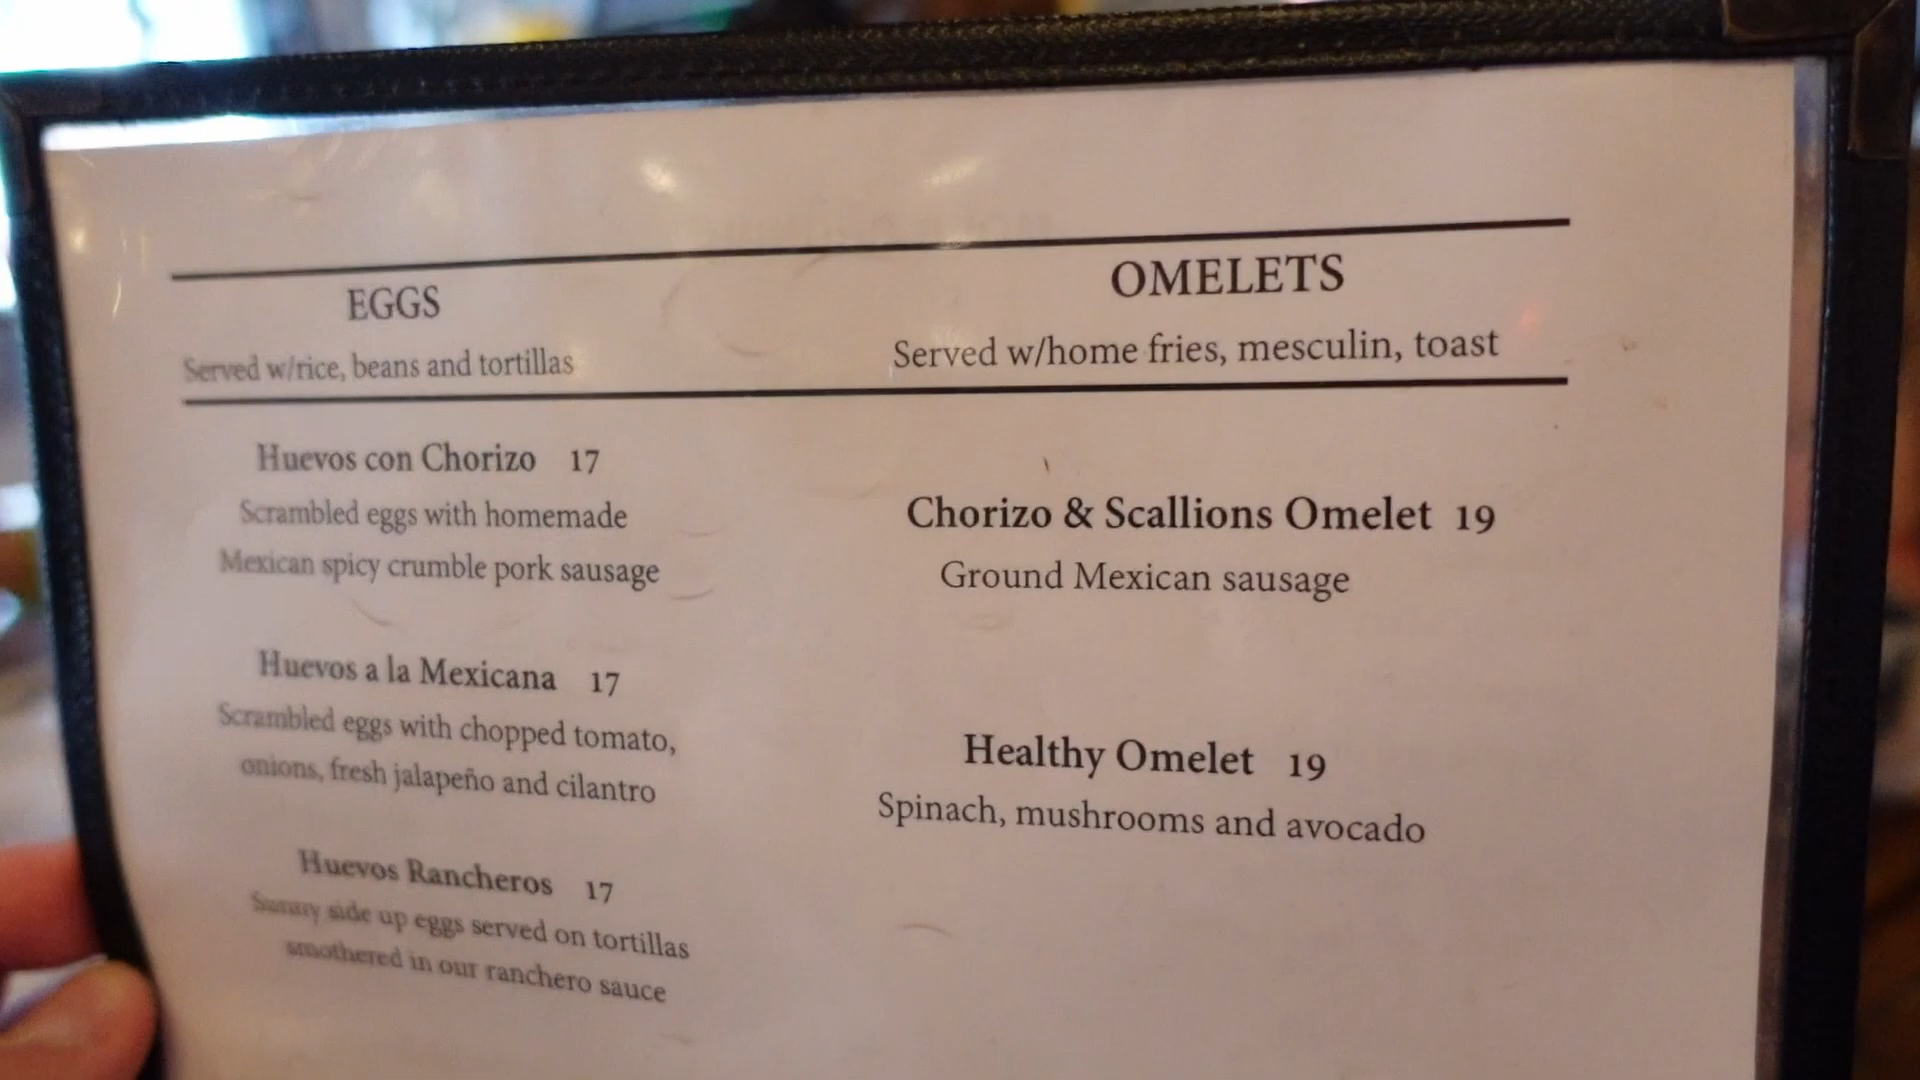 EGGS
Served w/rice, beans and tortillas
Huevos con Chorizo 17
Scrambled eggs with homemade
Mexican spicy crumble pork sausage
Huevos a la Mexicana 17
Scrambled eggs with chopped tomato,
onions, fresh jalapeño and cilantro
Huevos Rancheros 17
Sunny side up eggs served on tortillas
smothered in our ranchero sauce
OMELETS
Served w/home fries, mesculin, toast
Chorizo & Scallions Omelet 19
Ground Mexican sausage
Healthy Omelet 19
Spinach, mushrooms and avocado